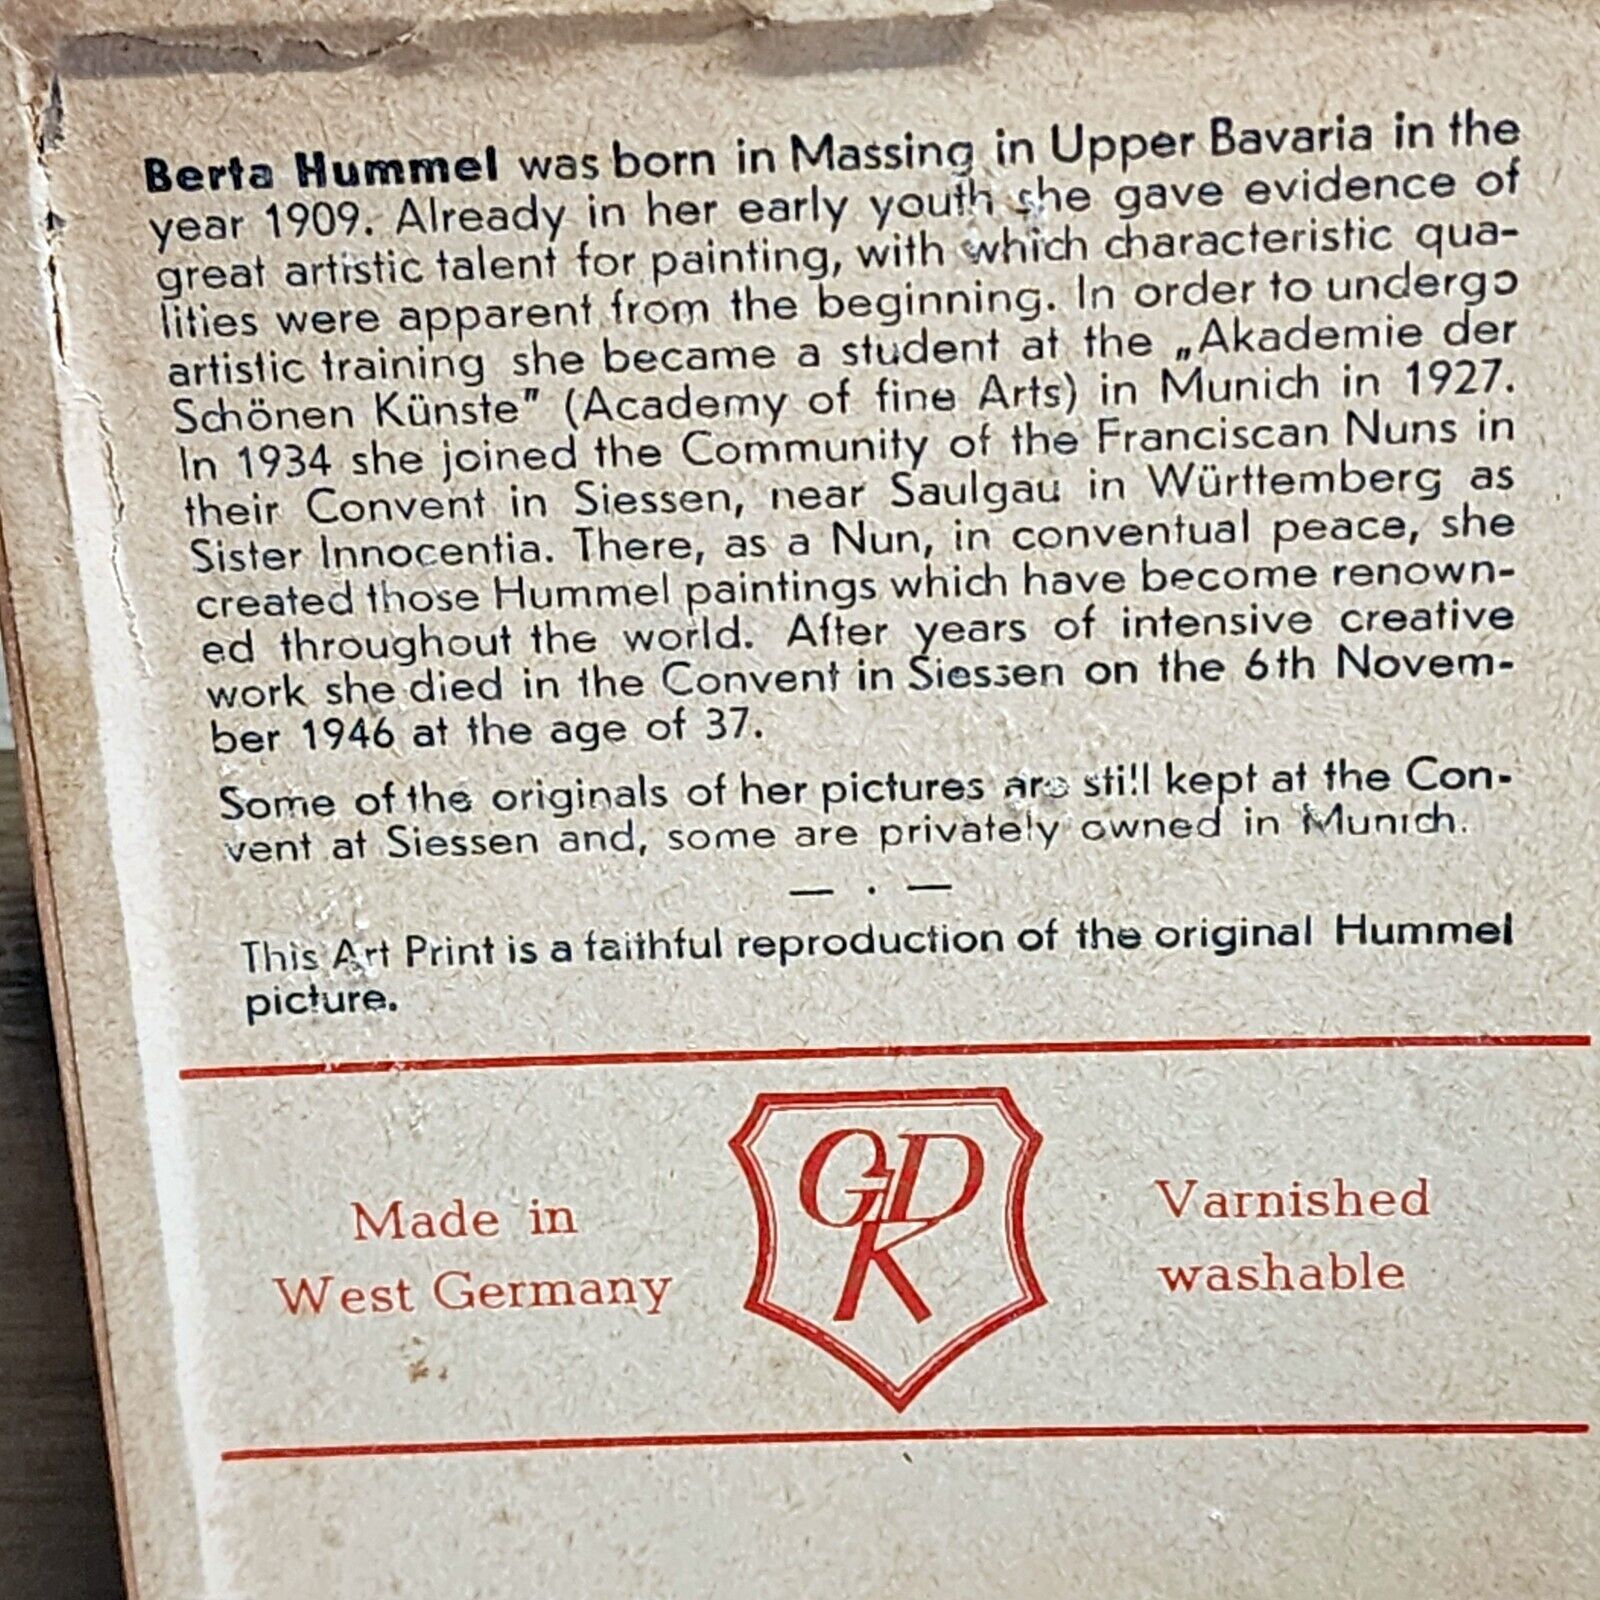 Berta Hummel was born in Massing in Upper Bavaria in the
year 1909. Already in her early youth she gave evidence of
great artistic talent for painting, with which characteristic qua-
lities were apparent from the beginning. In order to undergo
artistic training she became a student at the „Akademie der
Schönen Künste" (Academy of fine Arts) in Munich in 1927.
In 1934 she joined the Community of the Franciscan Nuns in
their Convent in Siessen, near Saulgau in Württemberg as
Sister Innocentia. There, as a Nun, in conventual peace, she
created those Hummel paintings which have become renown-
ed throughout the world. After years of intensive creative
work she died in the Convent in Siessen on the 6th Novem-
ber 1946 at the age of 37.
Some of the originals of her pictures are still kept at the Con-
vent at Siessen and, some are privately owned in Munich.
— · —
This Art Print is a faithful reproduction of the original Hummel
picture.
Made in
West Germany
GDK
Varnished
washable